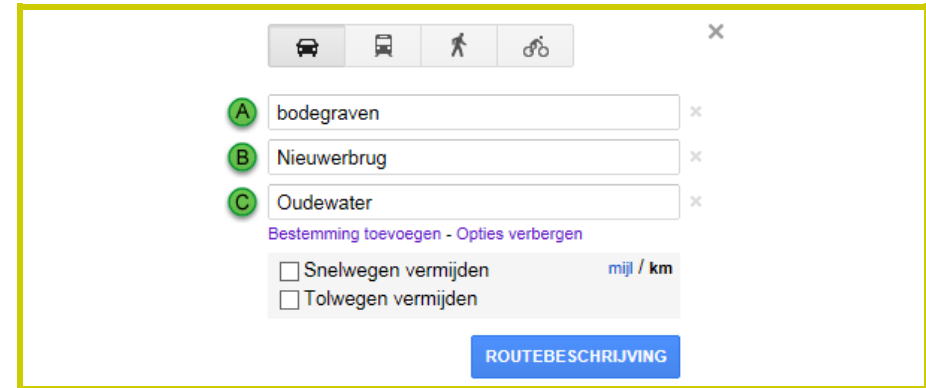 A bodegraven
B Nieuwerbrug
C Oudewater
Bestemming toevoegen - Opties verbergen
Snelwegen vermijden mijl / km
Tolwegen vermijden
ROUTEBESCHRIJVING